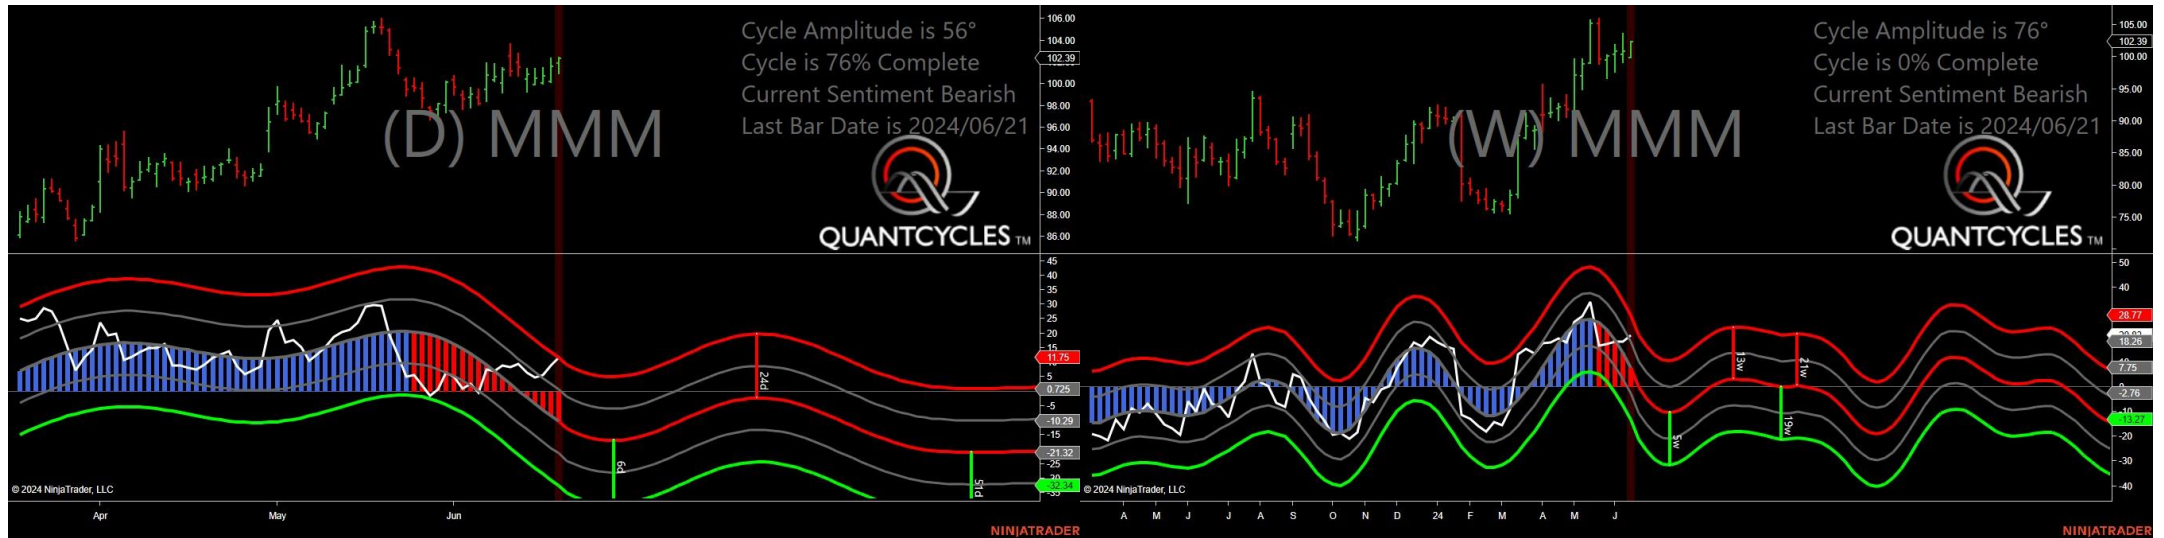 Cycle Amplitude is 56°
Cycle is 76% Complete
Current Sentiment Bearish
Last Bar Date is 2024/06/21
(D) MMM
QUANTCYCLES TM
106.00
104.00
102.39
100.00
98.00
96.00
94.00
92.00
90.00
88.00
86.00
45
40
35
30
25
20
15
11.75
5
0.725
-5
-10.29
-15
-21.32
-25
-32.34
24d
6d
51d
© 2024 NinjaTrader, LLC
Apr
May
Jun
NINJATRADER
Cycle Amplitude is 76°
Cycle is 0% Complete
Current Sentiment Bearish
Last Bar Date is 2024/06/21
(W) MMM
QUANTCYCLES TM
105.00
102.39
100.00
95.00
90.00
85.00
80.00
75.00
50
40
28.77
18.26
7.75
-2.76
-13.27
-20
-30
-40
13w
21w
5w
19w
© 2024 NinjaTrader, LLC
A M J J A S O N D 24 F M A M J
NINJATRADER